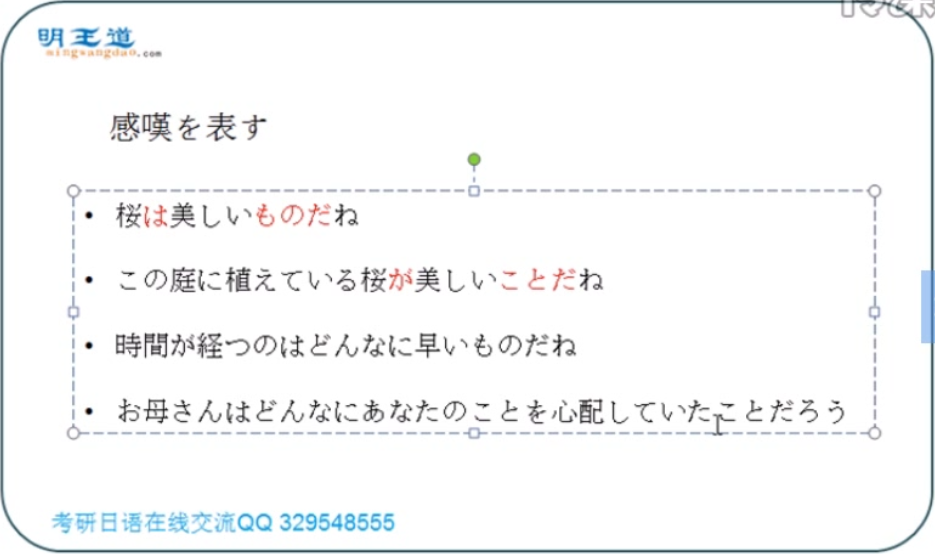 明王道
mingwangdao.com
感嘆を表す
• 桜は美しいものだね
• この庭に植えている桜が美しいことだね
• 時間が経つのはどんなに早いものだね
• お母さんはどんなにあなたのことを心配していたことだろう
考研日语在线交流QQ 329548555